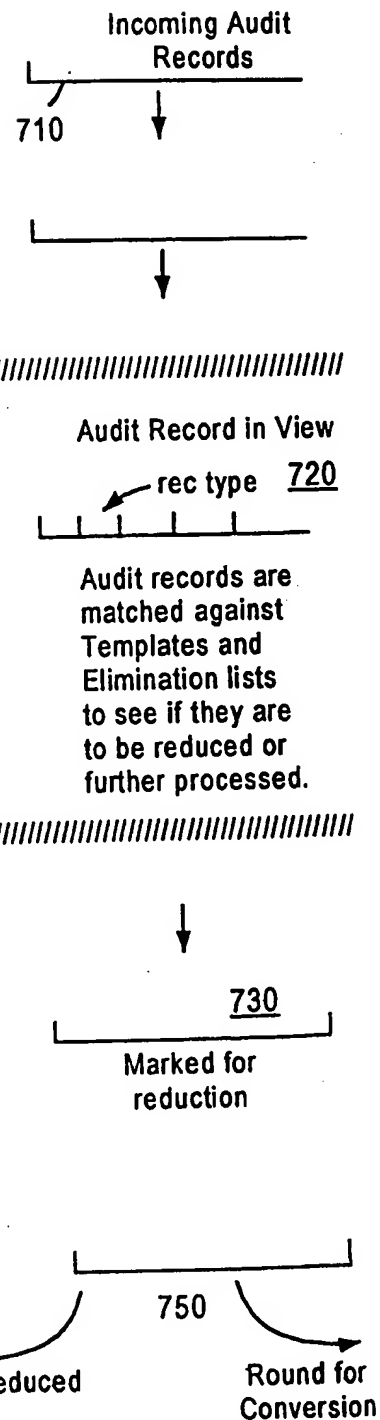 Incoming Audit
Records
710
Audit Record in View
rec type 720
Audit records are
matched against
Templates and
Elimination lists
to see if they are
to be reduced or
further processed.
730
Marked for
reduction
750
educed
Round for
Conversion